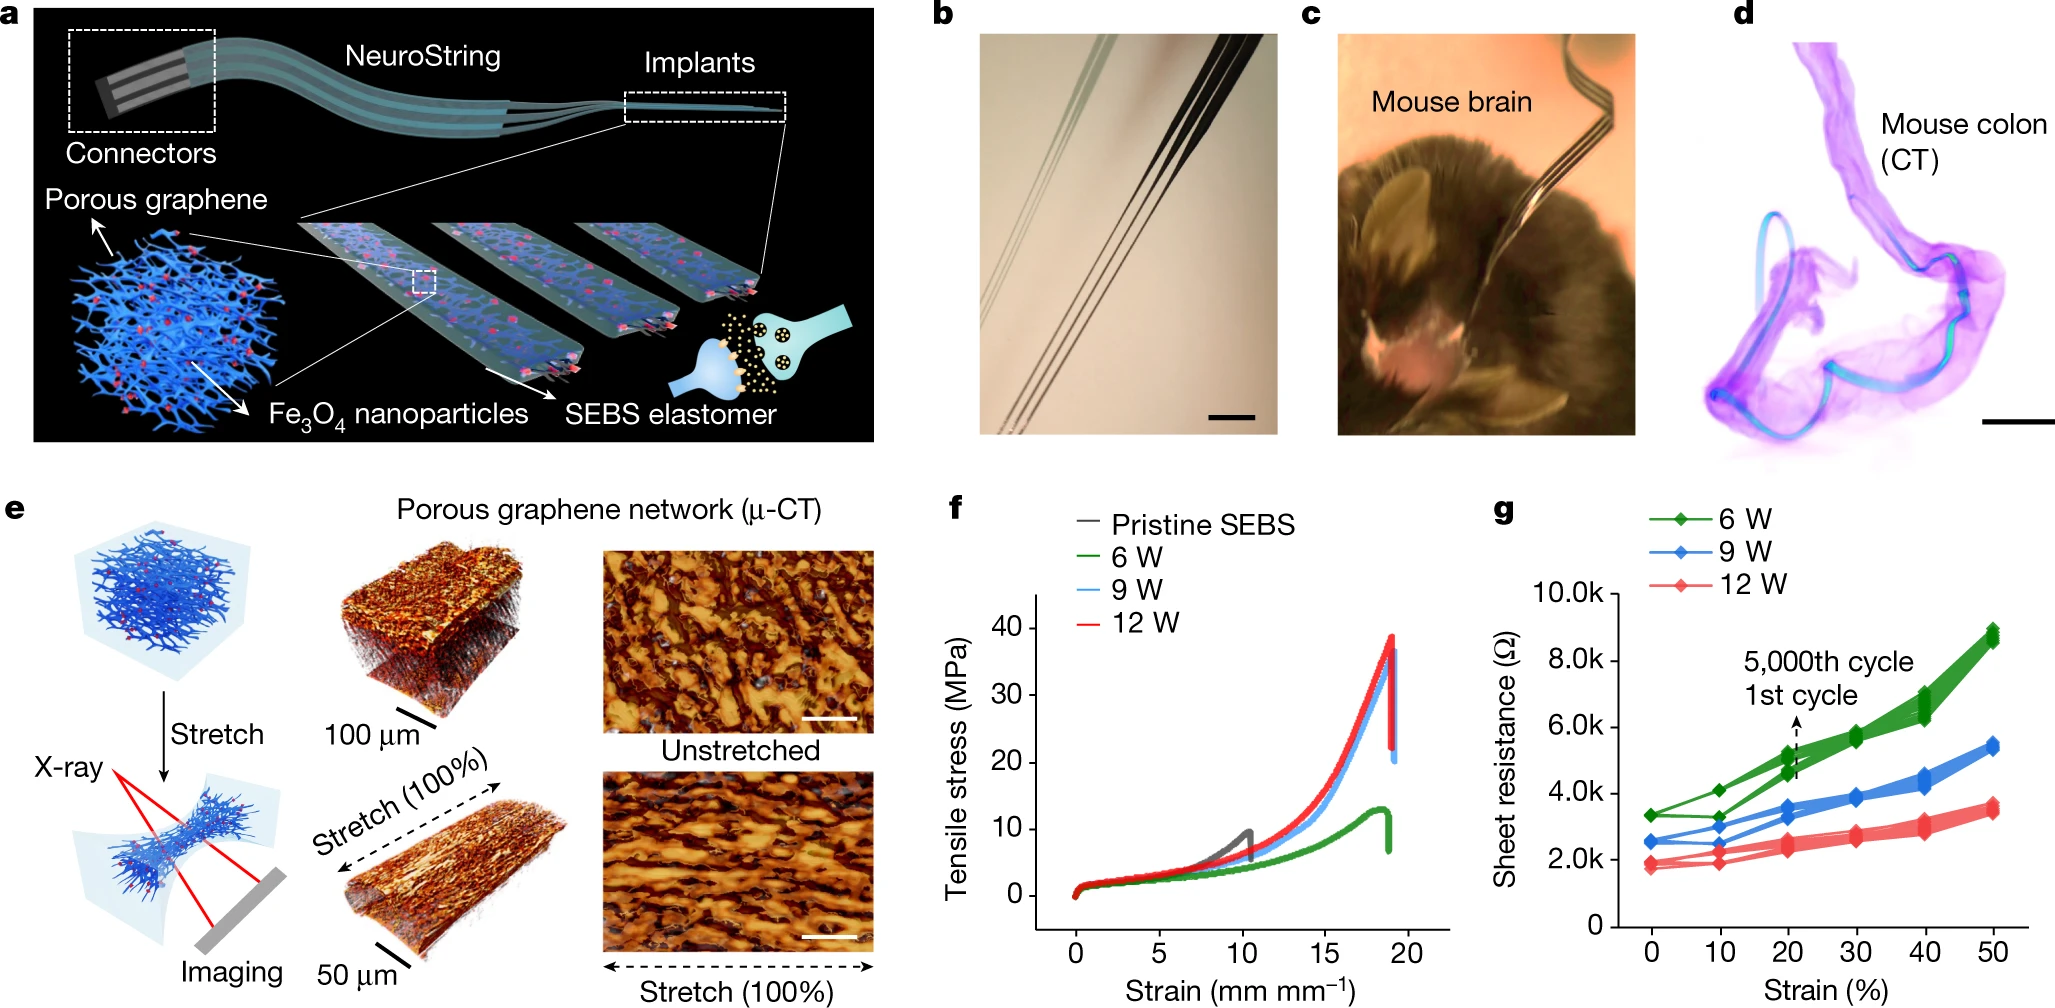 a
NeuroString
Implants
Connectors
Porous graphene
Fe₃O₄ nanoparticles
SEBS elastomer
b
c
Mouse brain
d
Mouse colon
(CT)
e
Porous graphene network (μ-CT)
Stretch
X-ray
Imaging
100 μm
Stretch (100%)
50 μm
Unstretched
Stretch (100%)
f
Pristine SEBS
6 W
9 W
12 W
Tensile stress (MPa)
40
30
20
10
0
0 5 10 15 20
Strain (mm mm⁻¹)
g
6 W
9 W
12 W
5,000th cycle
1st cycle
Sheet resistance (Ω)
10.0k
8.0k
6.0k
4.0k
2.0k
0
0 10 20 30 40 50
Strain (%)